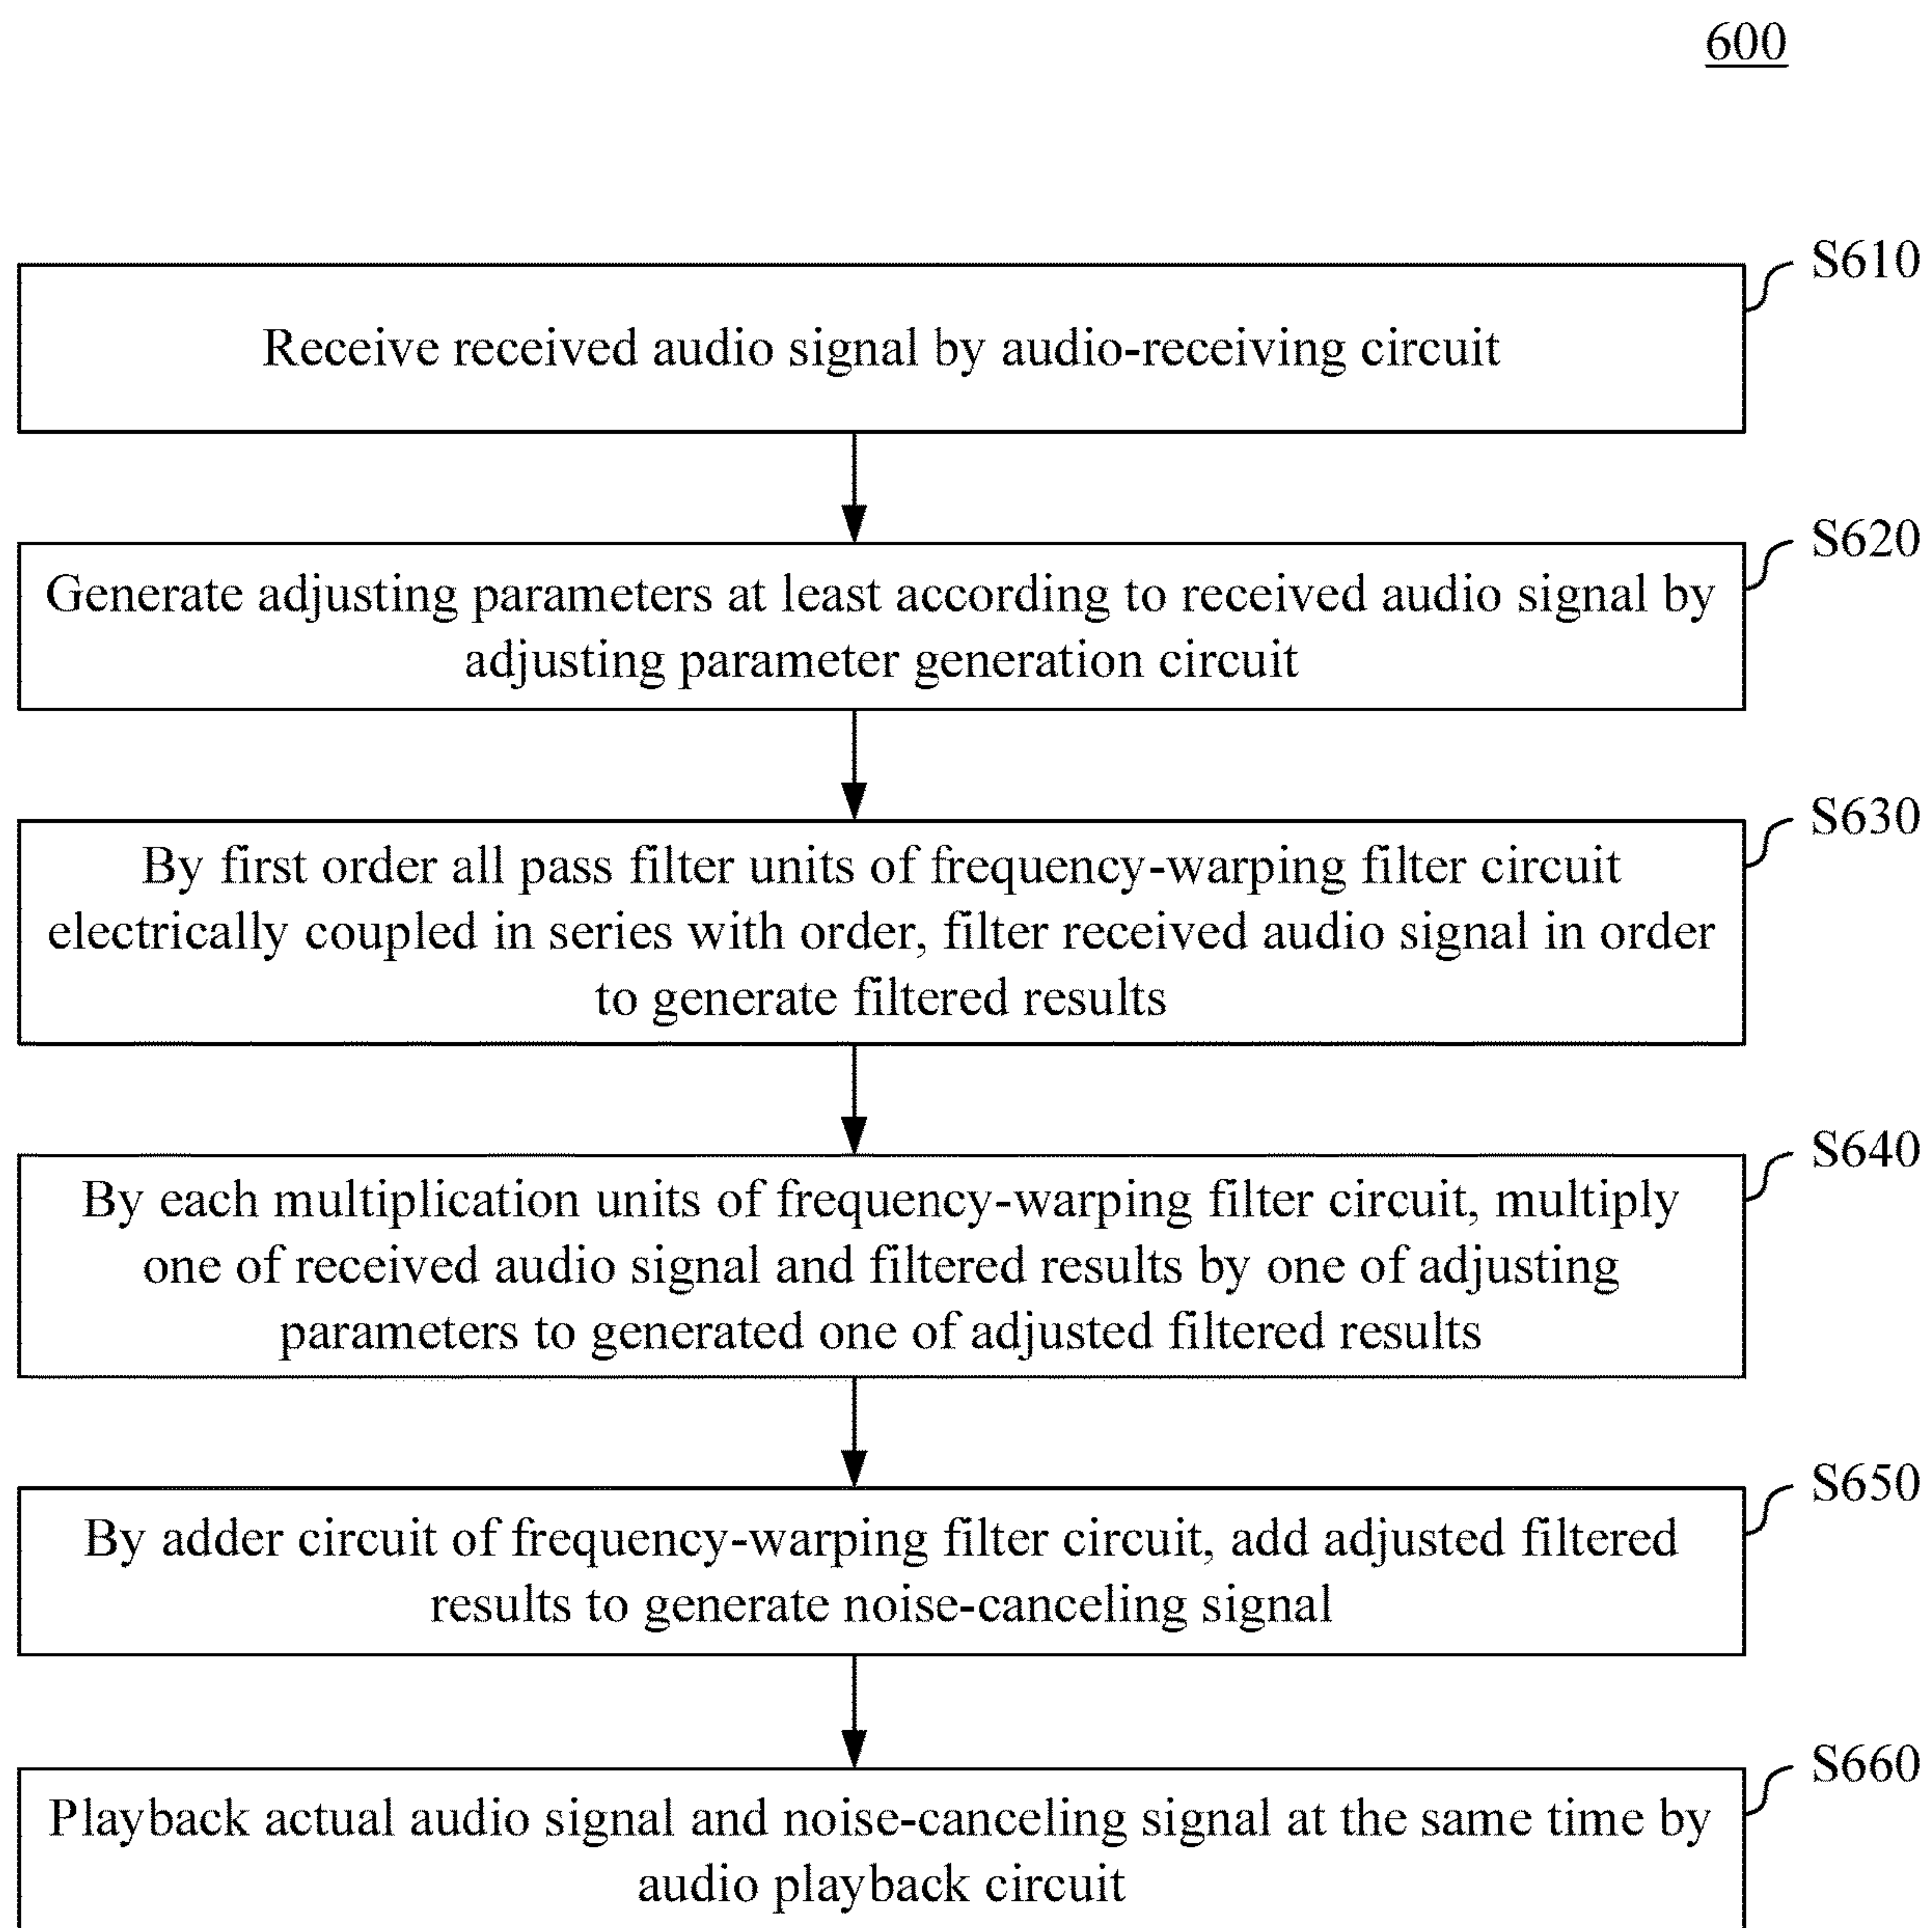 600
S610
Receive received audio signal by audio-receiving circuit
S620
Generate adjusting parameters at least according to received audio signal by
adjusting parameter generation circuit
S630
By first order all pass filter units of frequency-warping filter circuit
electrically coupled in series with order, filter received audio signal in order
to generate filtered results
S640
By each multiplication units of frequency-warping filter circuit, multiply
one of received audio signal and filtered results by one of adjusting
parameters to generated one of adjusted filtered results
S650
By adder circuit of frequency-warping filter circuit, add adjusted filtered
results to generate noise-canceling signal
S660
Playback actual audio signal and noise-canceling signal at the same time by
audio playback circuit